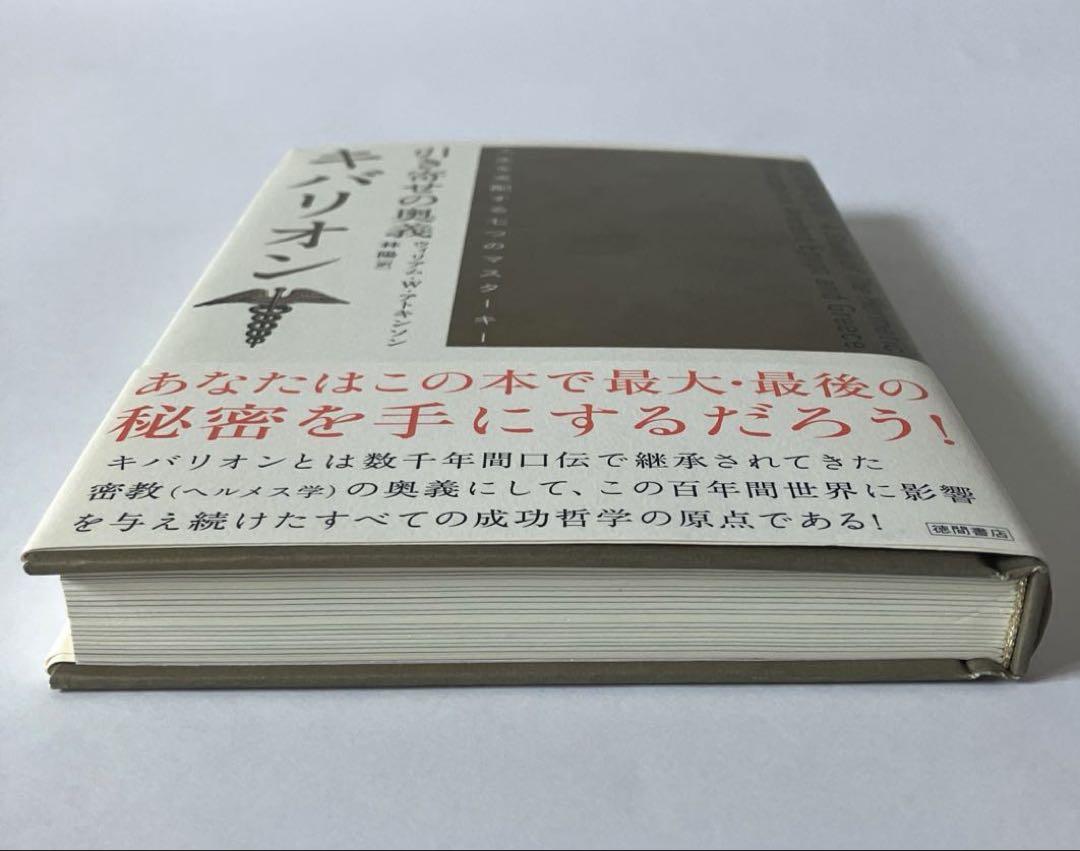 引き寄せの奥義
キバリオン
ウィリアム・W・アトキンソン
林陽 訳
する七つのマスターキー
and Greece
あなたはこの本で最大・最後の
秘密を手にするだろう!
キバリオンとは数千年間口伝で継承されてきた
密教(ヘルメス学)の奥義にして、この百年間世界に影響
を与え続けたすべての成功哲学の原点である!
徳間書店